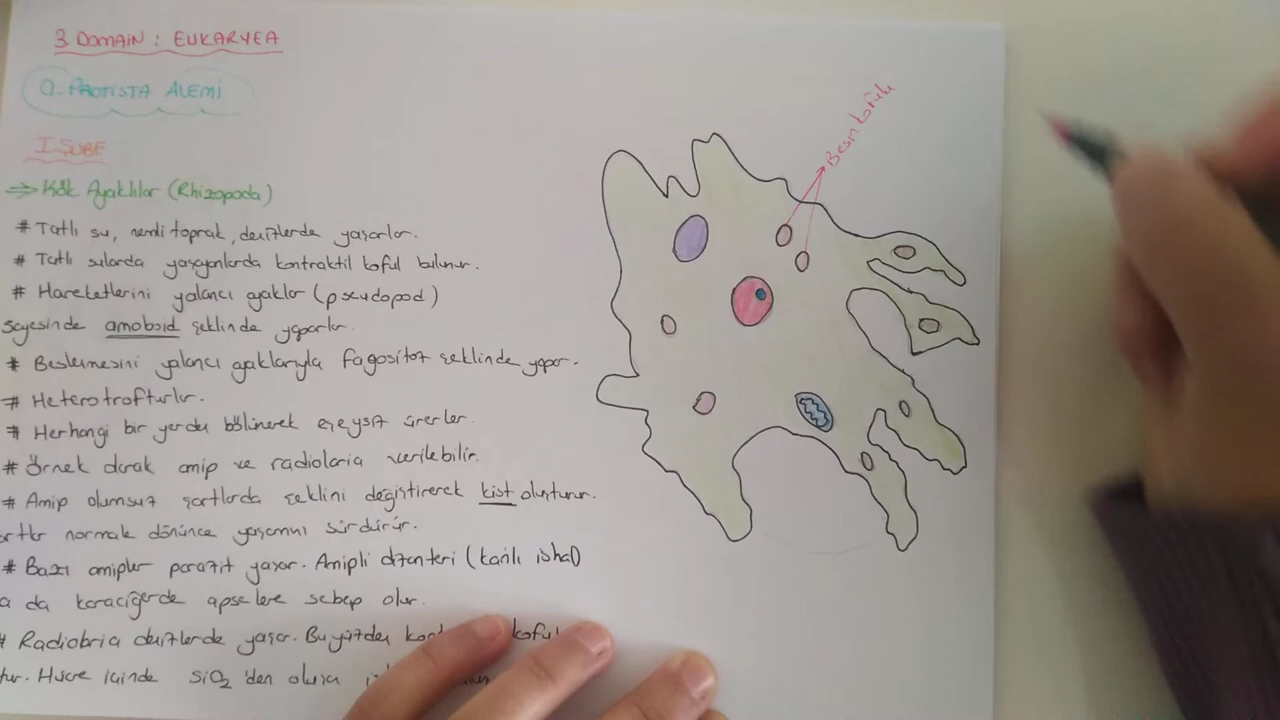 3. DOMAIN : EUKARYEA
a- PROTİSTA ALEMİ
I ŞUBE
⇒ Kök Ayaklılar (Rhizopoda)
# Tatlı su, nemli toprak, denizlerde yaşarlar.
# Tatlı sularda yaşayanlarda kontraktil koful bulunur.
# Hareketlerini yalancı ayaklar (pseudopod)
sayesinde amoboid şeklinde yaparlar.
# Beslenmesini yalancı ayaklarıyla fagositoz şeklinde yapar.
# Heterotrofturlar.
# Herhangi bir yerden bölünerek eşeysiz ürerler.
# Örnek olarak amip ve radiolaria verilebilir.
# Amip olumsuz şartlarda şeklini değiştirerek kist oluşturur.
normale dönünce yaşamını sürdürür.
# Bazı amipler parazit yaşar. Amipli dizanteri (kanlı ishal)
a da karaciğerde apselere sebep olur.
# Radiolaria denizlerde yaşar. Bu yüzden koful
tur. Hücre içinde SiO2 'den oluşan
Besin kofulu